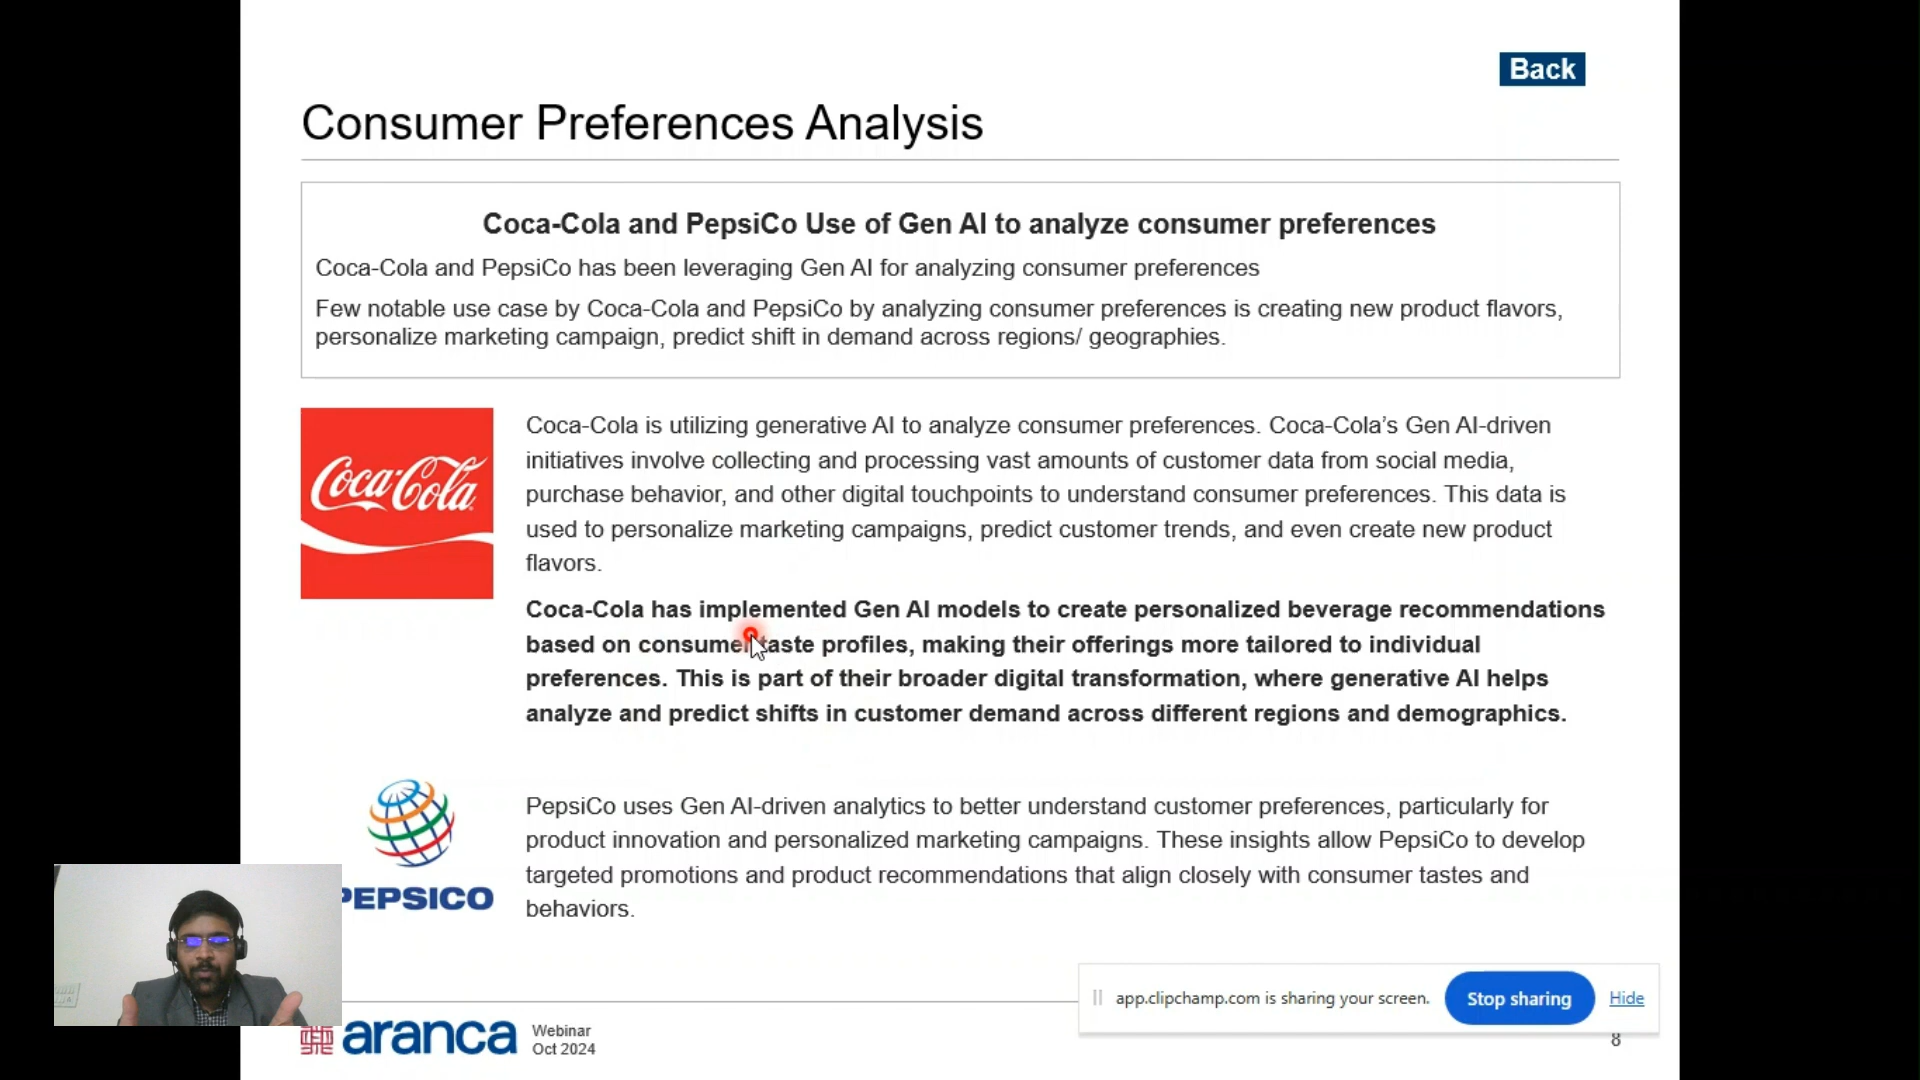 Back
Consumer Preferences Analysis
Coca-Cola and PepsiCo Use of Gen AI to analyze consumer preferences
Coca-Cola and PepsiCo has been leveraging Gen AI for analyzing consumer preferences
Few notable use case by Coca-Cola and PepsiCo by analyzing consumer preferences is creating new product flavors,
personalize marketing campaign, predict shift in demand across regions/ geographies.
Coca-Cola
Coca-Cola is utilizing generative AI to analyze consumer preferences. Coca-Cola’s Gen AI-driven
initiatives involve collecting and processing vast amounts of customer data from social media,
purchase behavior, and other digital touchpoints to understand consumer preferences. This data is
used to personalize marketing campaigns, predict customer trends, and even create new product
flavors.
Coca-Cola has implemented Gen AI models to create personalized beverage recommendations
based on consumer taste profiles, making their offerings more tailored to individual
preferences. This is part of their broader digital transformation, where generative AI helps
analyze and predict shifts in customer demand across different regions and demographics.
PEPSICO
PepsiCo uses Gen AI-driven analytics to better understand customer preferences, particularly for
product innovation and personalized marketing campaigns. These insights allow PepsiCo to develop
targeted promotions and product recommendations that align closely with consumer tastes and
behaviors.
app.clipchamp.com is sharing your screen.
Stop sharing
Hide
aranca
Webinar
Oct 2024
8